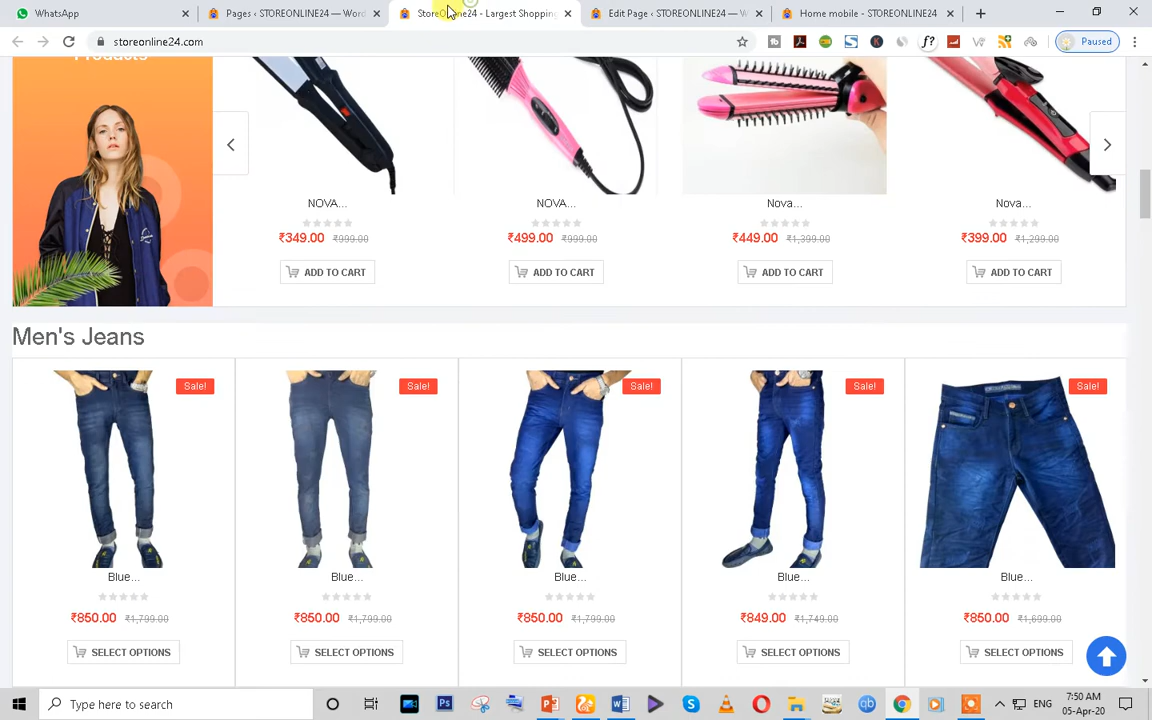 WhatsApp
Pages ‹ STOREONLINE24 — Word
StoreOnline24 - Largest Shopping
Edit Page ‹ STOREONLINE24 — W
Home mobile - STOREONLINE24
storeonline24.com
Paused
Products
NOVA...
NOVA...
Nova...
Nova...
₹349.00 ₹999.00
₹499.00 ₹999.00
₹449.00 ₹1,399.00
₹399.00 ₹1,299.00
ADD TO CART
ADD TO CART
ADD TO CART
ADD TO CART
Men's Jeans
Sale!
Sale!
Sale!
Sale!
Sale!
Blue...
Blue...
Blue...
Blue...
Blue...
₹850.00 ₹1,799.00
₹850.00 ₹1,799.00
₹850.00 ₹1,799.00
₹849.00 ₹1,749.00
₹850.00 ₹1,699.00
SELECT OPTIONS
SELECT OPTIONS
SELECT OPTIONS
SELECT OPTIONS
SELECT OPTIONS
Type here to search
ENG
7:50 AM
05-Apr-20